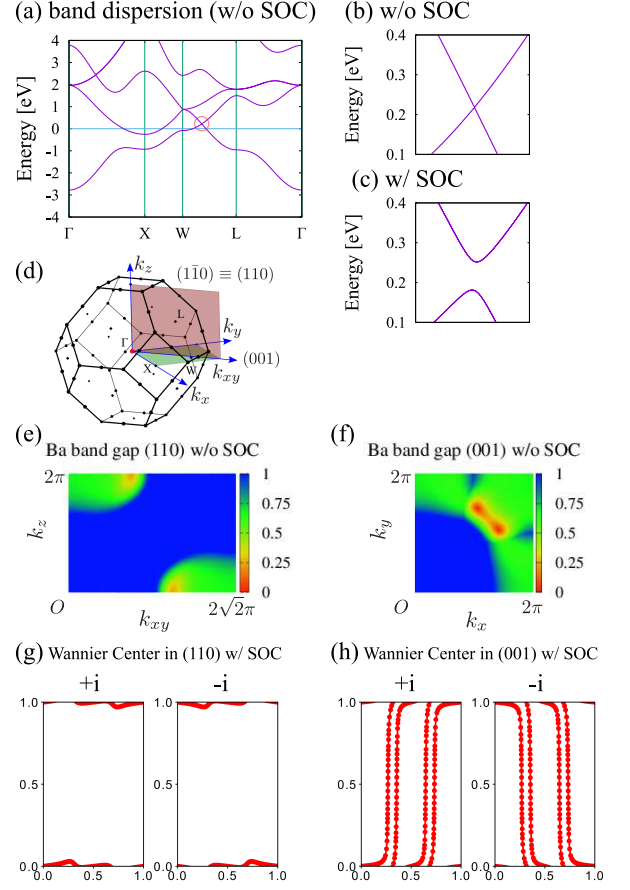 (a) band dispersion (w/o SOC)
Energy [eV]
4
3
2
1
0
-1
-2
-3
-4
Γ X W L Γ
(b) w/o SOC
Energy [eV]
0.4
0.3
0.2
0.1
(c) w/ SOC
Energy [eV]
0.4
0.3
0.2
0.1
(d)
k_z
(11̄0) ≡ (110)
L
k_y
Γ
(001)
X
W
k_xy
k_x
(e)
Ba band gap (110) w/o SOC
2π
k_z
O
k_xy
2√2π
1
0.75
0.5
0.25
0
(f)
Ba band gap (001) w/o SOC
2π
k_y
O
k_x
2π
1
0.75
0.5
0.25
0
(g) Wannier Center in (110) w/ SOC
+i -i
1.0
0.5
0.0
0.0 0.5 1.0 0.0 0.5 1.0
(h) Wannier Center in (001) w/ SOC
+i -i
1.0
0.5
0.0
0.0 0.5 1.0 0.0 0.5 1.0